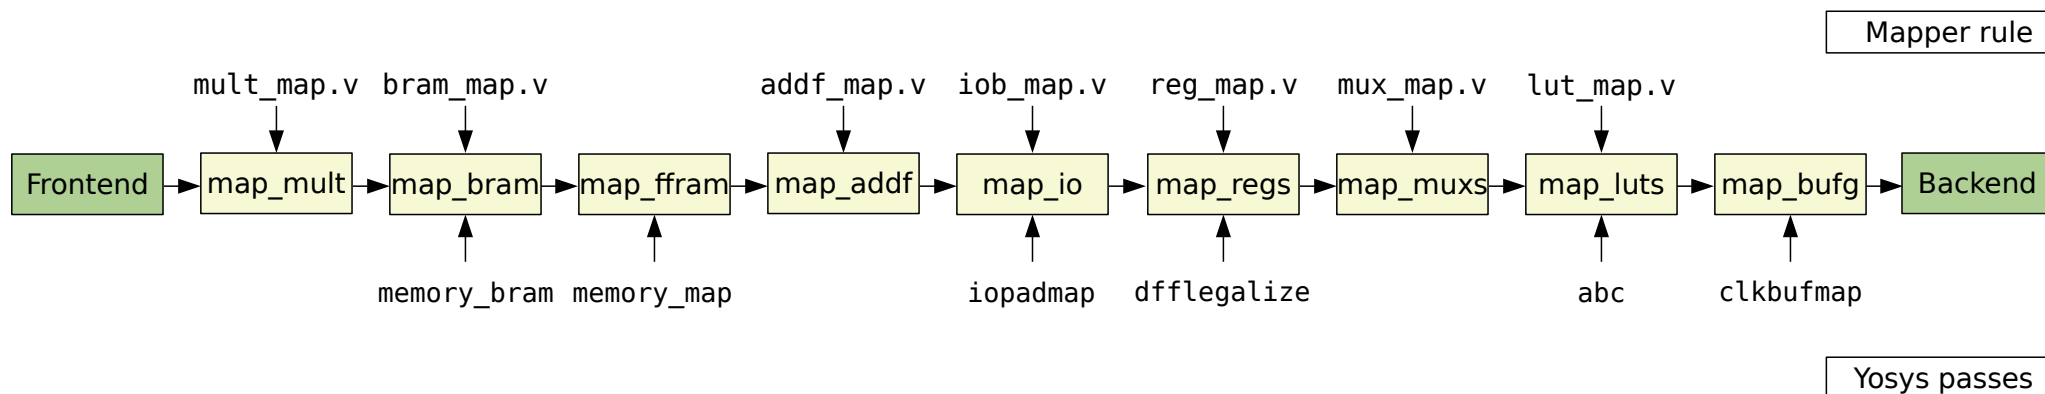 Mapper rule
mult_map.v bram_map.v addf_map.v iob_map.v reg_map.v mux_map.v lut_map.v
Frontend map_mult map_bram map_ffram map_addf map_io map_regs map_muxs map_luts map_bufg Backend
memory_bram memory_map iopadmap dfflegalize abc clkbufmap
Yosys passes